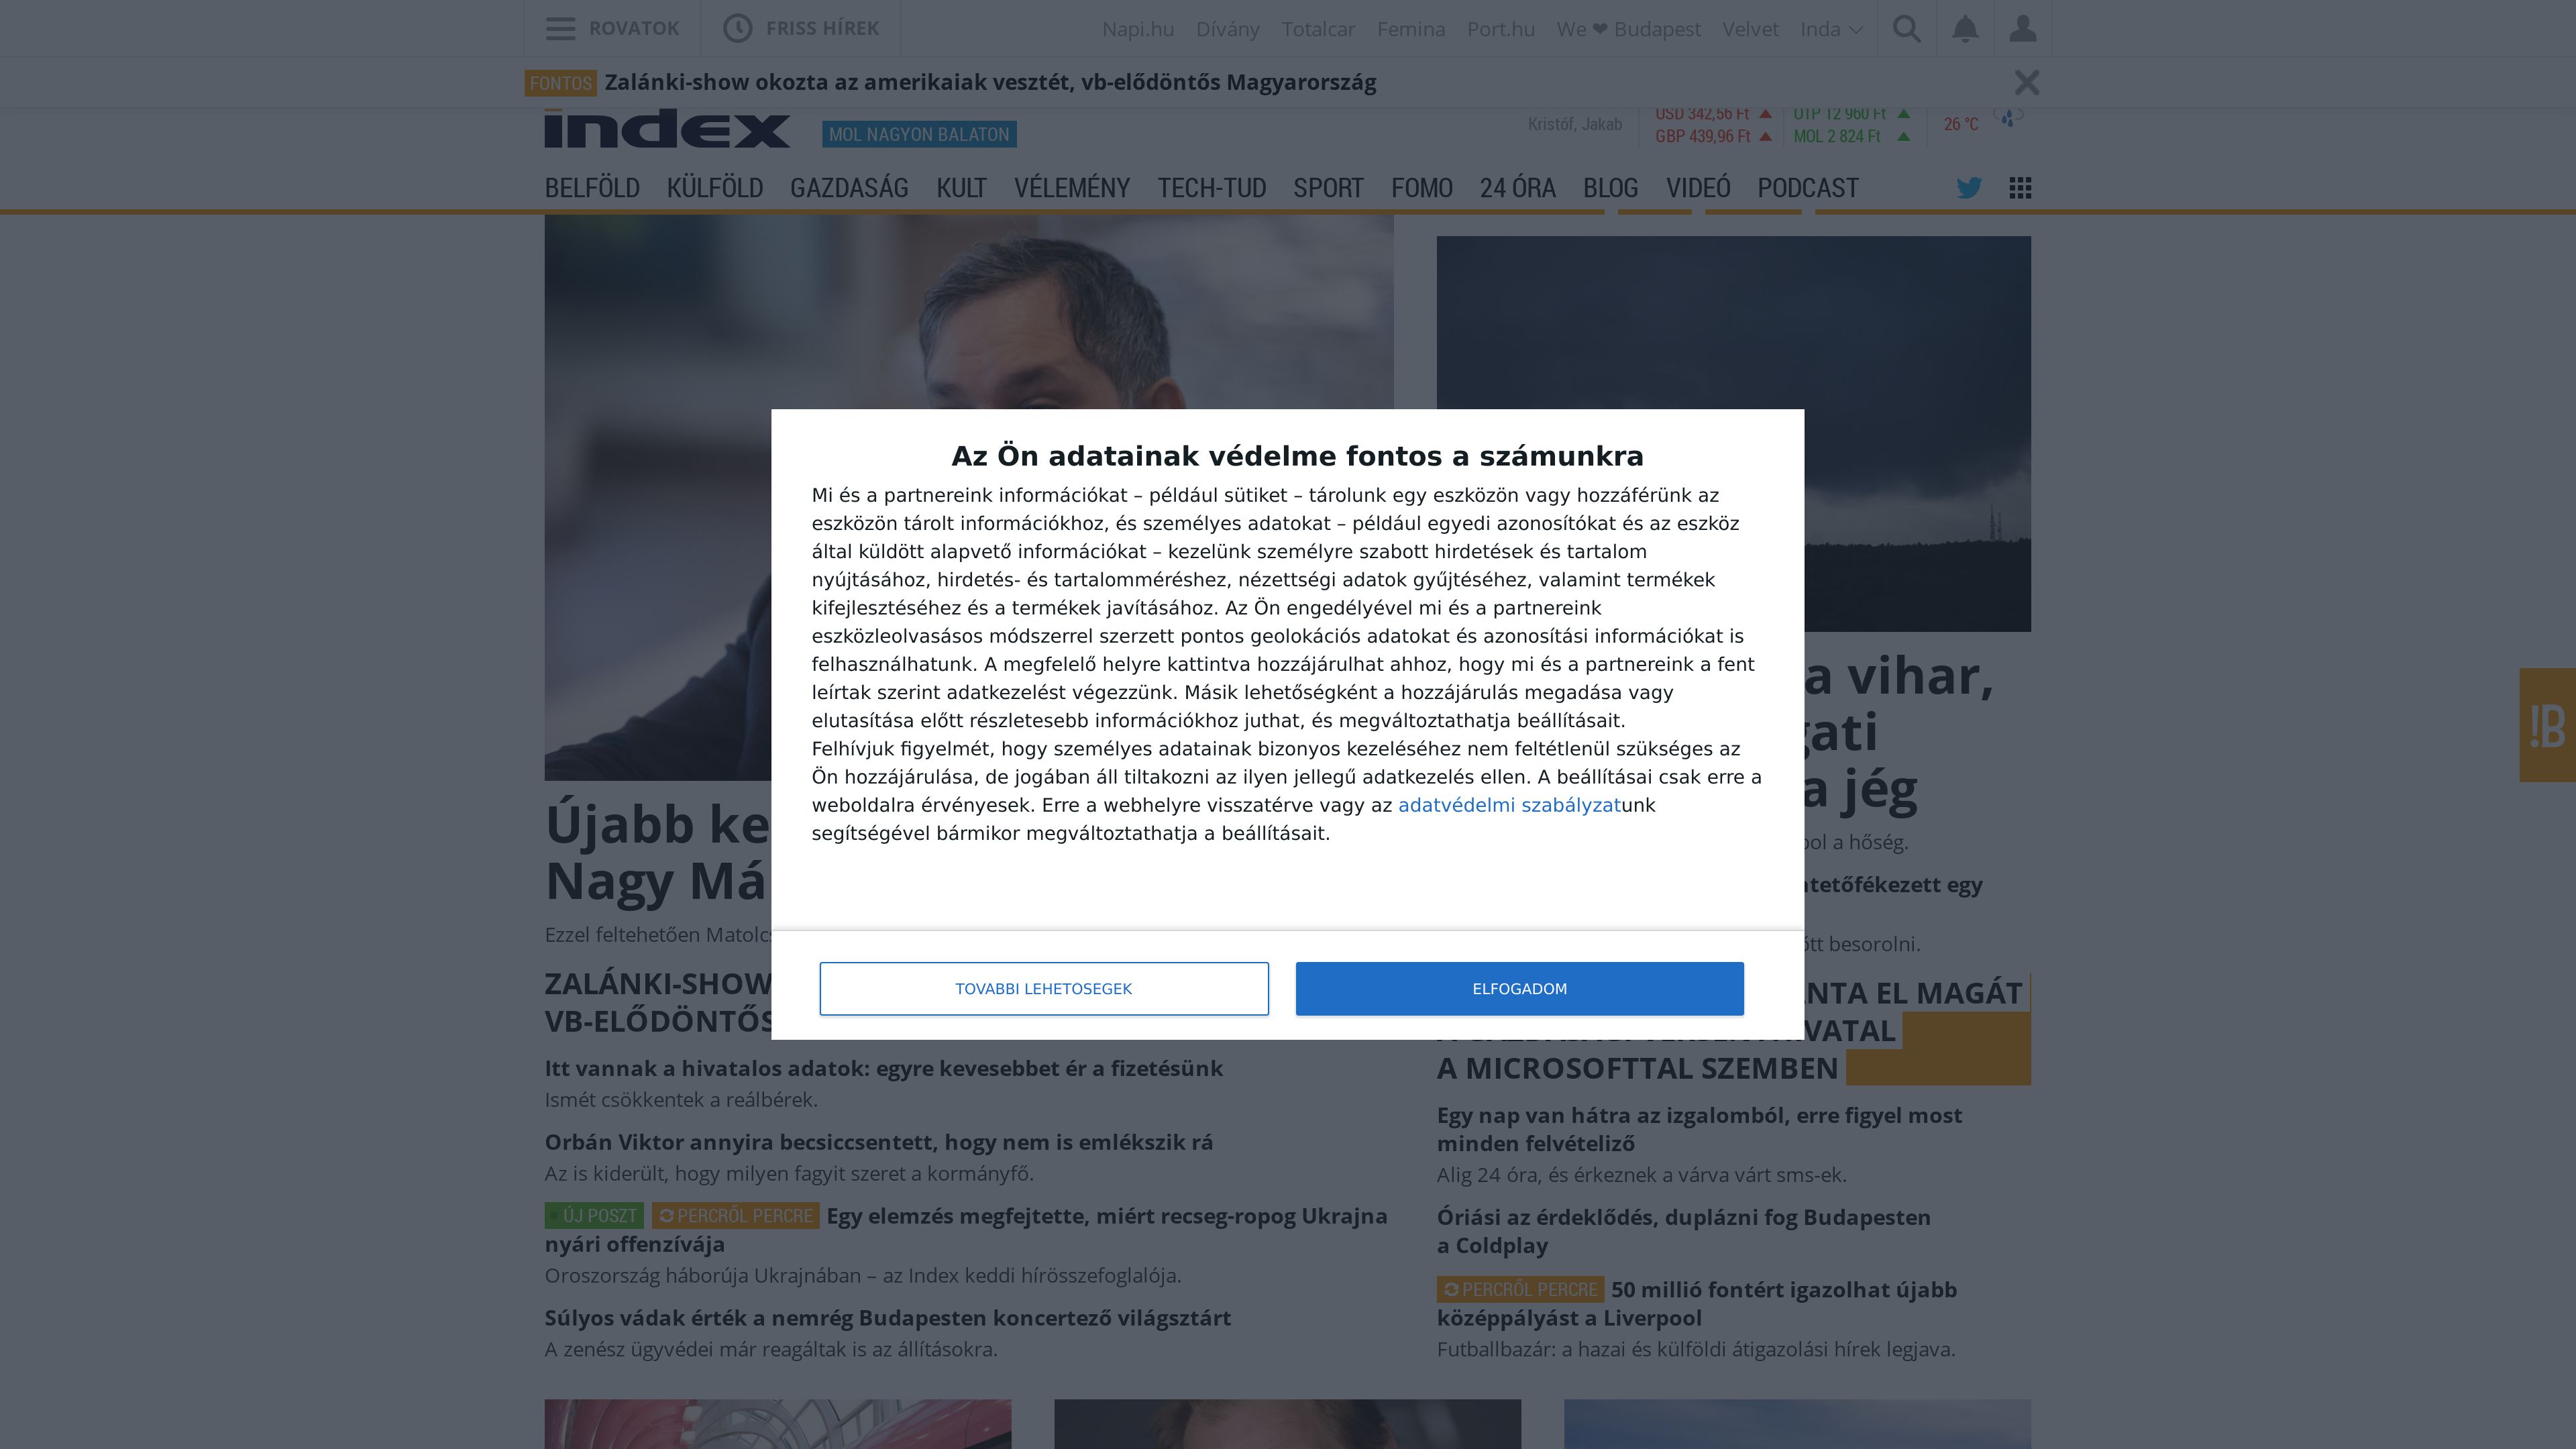 ROVATOK
FRISS HÍREK
Napi.hu Dívány Totalcar Femina Port.hu We ❤ Budapest Velvet Inda
FONTOS Zalánki-show okozta az amerikaiak vesztét, vb-elődöntős Magyarország
index
MOL NAGYON BALATON
Kristóf, Jakab
USD 342,56 Ft
GBP 439,96 Ft
OTP 12 960 Ft
MOL 2 824 Ft
26 °C
BELFÖLD KÜLFÖLD GAZDASÁG KULT VÉLEMÉNY TECH-TUD SPORT FOMO 24 ÓRA BLOG VIDEÓ PODCAST
Az Ön adatainak védelme fontos a számunkra
Mi és a partnereink információkat – például sütiket – tárolunk egy eszközön vagy hozzáférünk az
eszközön tárolt információkhoz, és személyes adatokat – például egyedi azonosítókat és az eszköz
által küldött alapvető információkat – kezelünk személyre szabott hirdetések és tartalom
nyújtásához, hirdetés- és tartalomméréshez, nézettségi adatok gyűjtéséhez, valamint termékek
kifejlesztéséhez és a termékek javításához. Az Ön engedélyével mi és a partnereink
eszközleolvasásos módszerrel szerzett pontos geolokációs adatokat és azonosítási információkat is
felhasználhatunk. A megfelelő helyre kattintva hozzájárulhat ahhoz, hogy mi és a partnereink a fent
leírtak szerint adatkezelést végezzünk. Másik lehetőségként a hozzájárulás megadása vagy
elutasítása előtt részletesebb információkhoz juthat, és megváltoztathatja beállításait.
Felhívjuk figyelmét, hogy személyes adatainak bizonyos kezeléséhez nem feltétlenül szükséges az
Ön hozzájárulása, de jogában áll tiltakozni az ilyen jellegű adatkezelés ellen. A beállításai csak erre a
weboldalra érvényesek. Erre a webhelyre visszatérve vagy az adatvédelmi szabályzatunk
segítségével bármikor megváltoztathatja a beállításait.
TOVABBI LEHETOSEGEK
ELFOGADOM
Újabb ke
Nagy Má
Ezzel feltehetően Matolcs
ZALÁNKI-SHOW
VB-ELŐDÖNTŐS
Itt vannak a hivatalos adatok: egyre kevesebbet ér a fizetésünk
Ismét csökkentek a reálbérek.
Orbán Viktor annyira becsiccsentett, hogy nem is emlékszik rá
Az is kiderült, hogy milyen fagyit szeret a kormányfő.
ÚJ POSZT PERCRŐL PERCRE Egy elemzés megfejtette, miért recseg-ropog Ukrajna
nyári offenzívája
Oroszország háborúja Ukrajnában – az Index keddi hírösszefoglalója.
Súlyos vádak érték a nemrég Budapesten koncertező világsztárt
A zenész ügyvédei már reagáltak is az állításokra.
a vihar,
gati
a jég
bol a hőség.
ntetőfékezett egy
őtt besorolni.
ÁNTA EL MAGÁT
VATAL
A MICROSOFTTAL SZEMBEN
Egy nap van hátra az izgalomból, erre figyel most
minden felvételiző
Alig 24 óra, és érkeznek a várva várt sms-ek.
Óriási az érdeklődés, duplázni fog Budapesten
a Coldplay
PERCRŐL PERCRE 50 millió fontért igazolhat újabb
középpályást a Liverpool
Futballbazár: a hazai és külföldi átigazolási hírek legjava.
!B